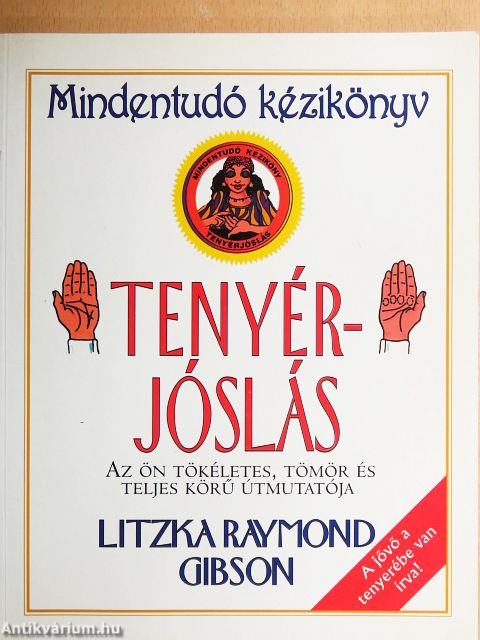 Mindentudó kézikönyv
MINDENTUDÓ KÉZIKÖNYV
TENYÉRJÓSLÁS
TENYÉR-
JÓSLÁS
AZ ÖN TÖKÉLETES, TÖMÖR ÉS
TELJES KÖRŰ ÚTMUTATÓJA
LITZKA RAYMOND
GIBSON
A jövő a
tenyerébe van
írva!
Antikvárium.hu